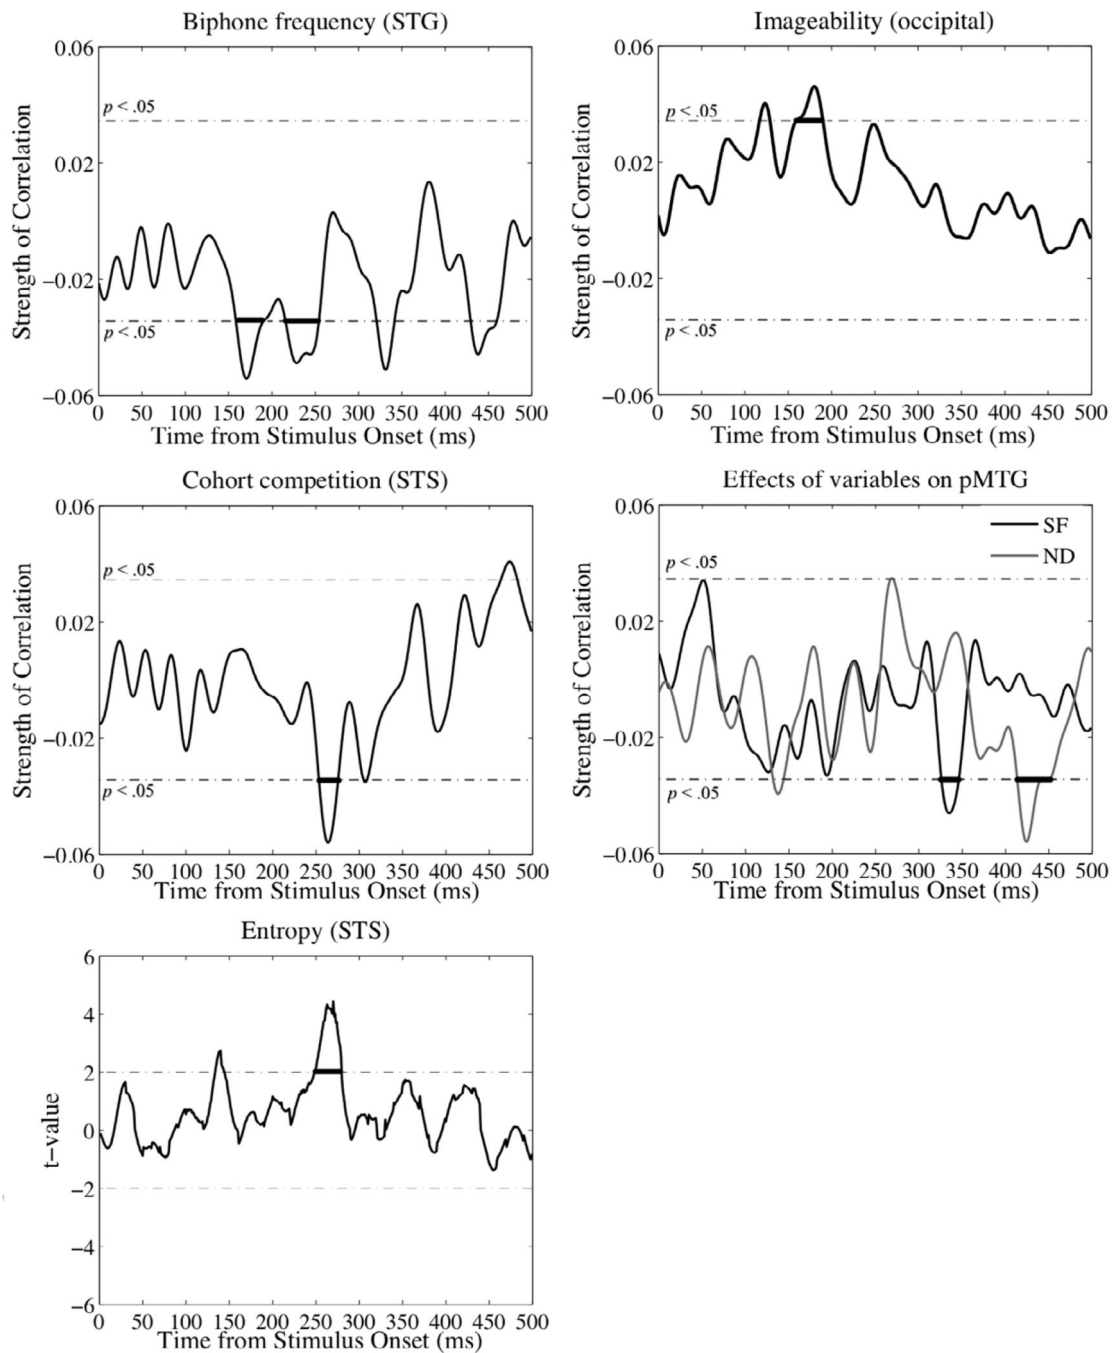 Biphone frequency (STG)
Strength of Correlation
0.06
0.02
−0.02
−0.06
p < .05
p < .05
0 50 100 150 200 250 300 350 400 450 500
Time from Stimulus Onset (ms)
Imageability (occipital)
Strength of Correlation
0.06
0.02
−0.02
−0.06
p < .05
p < .05
0 50 100 150 200 250 300 350 400 450 500
Time from Stimulus Onset (ms)
Cohort competition (STS)
Strength of Correlation
0.06
0.02
−0.02
−0.06
p < .05
p < .05
0 50 100 150 200 250 300 350 400 450 500
Time from Stimulus Onset (ms)
Effects of variables on pMTG
Strength of Correlation
0.06
0.02
−0.02
−0.06
SF
ND
p < .05
p < .05
0 50 100 150 200 250 300 350 400 450 500
Time from Stimulus Onset (ms)
Entropy (STS)
t−value
6
4
2
0
−2
−4
−6
0 50 100 150 200 250 300 350 400 450 500
Time from Stimulus Onset (ms)